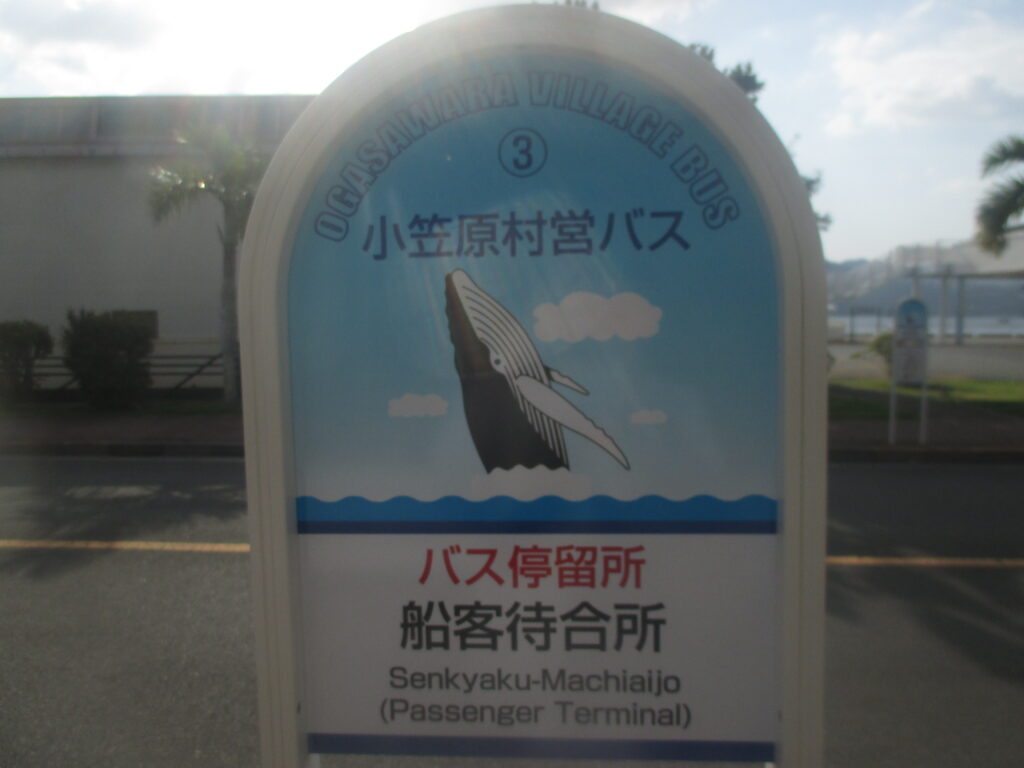 OGASAWARA VILLAGE BUS
③
小笠原村営バス
バス停留所
船客待合所
Senkyaku-Machiaijo
(Passenger Terminal)